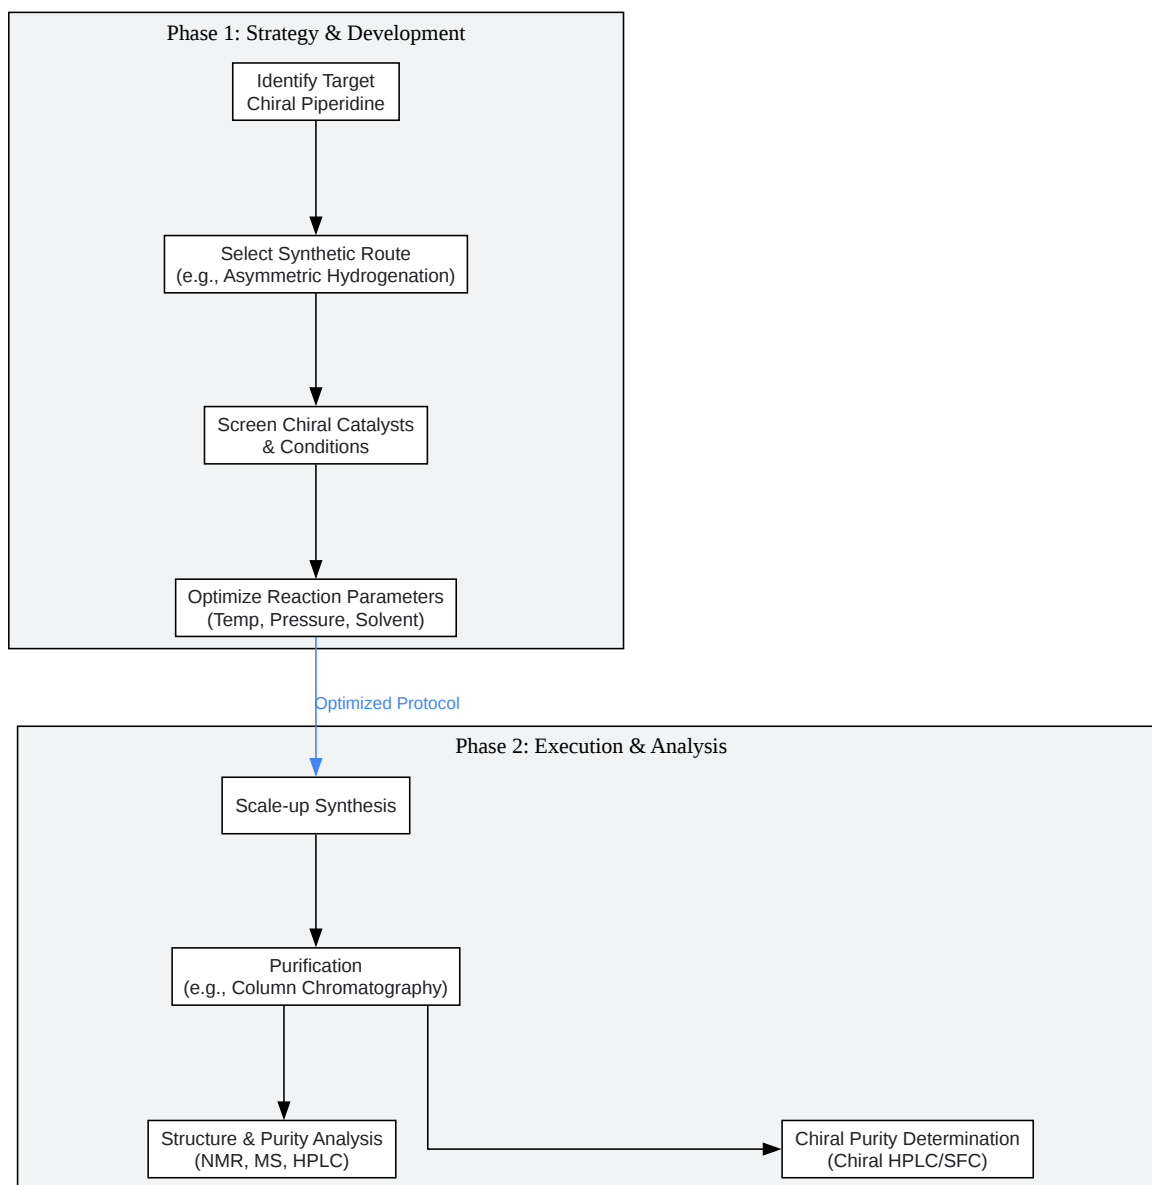 Phase 1: Strategy & Development
Identify Target
Chiral Piperidine
Select Synthetic Route
(e.g., Asymmetric Hydrogenation)
Screen Chiral Catalysts
& Conditions
Optimize Reaction Parameters
(Temp, Pressure, Solvent)
Optimized Protocol
Phase 2: Execution & Analysis
Scale-up Synthesis
Purification
(e.g., Column Chromatography)
Structure & Purity Analysis
(NMR, MS, HPLC)
Chiral Purity Determination
(Chiral HPLC/SFC)